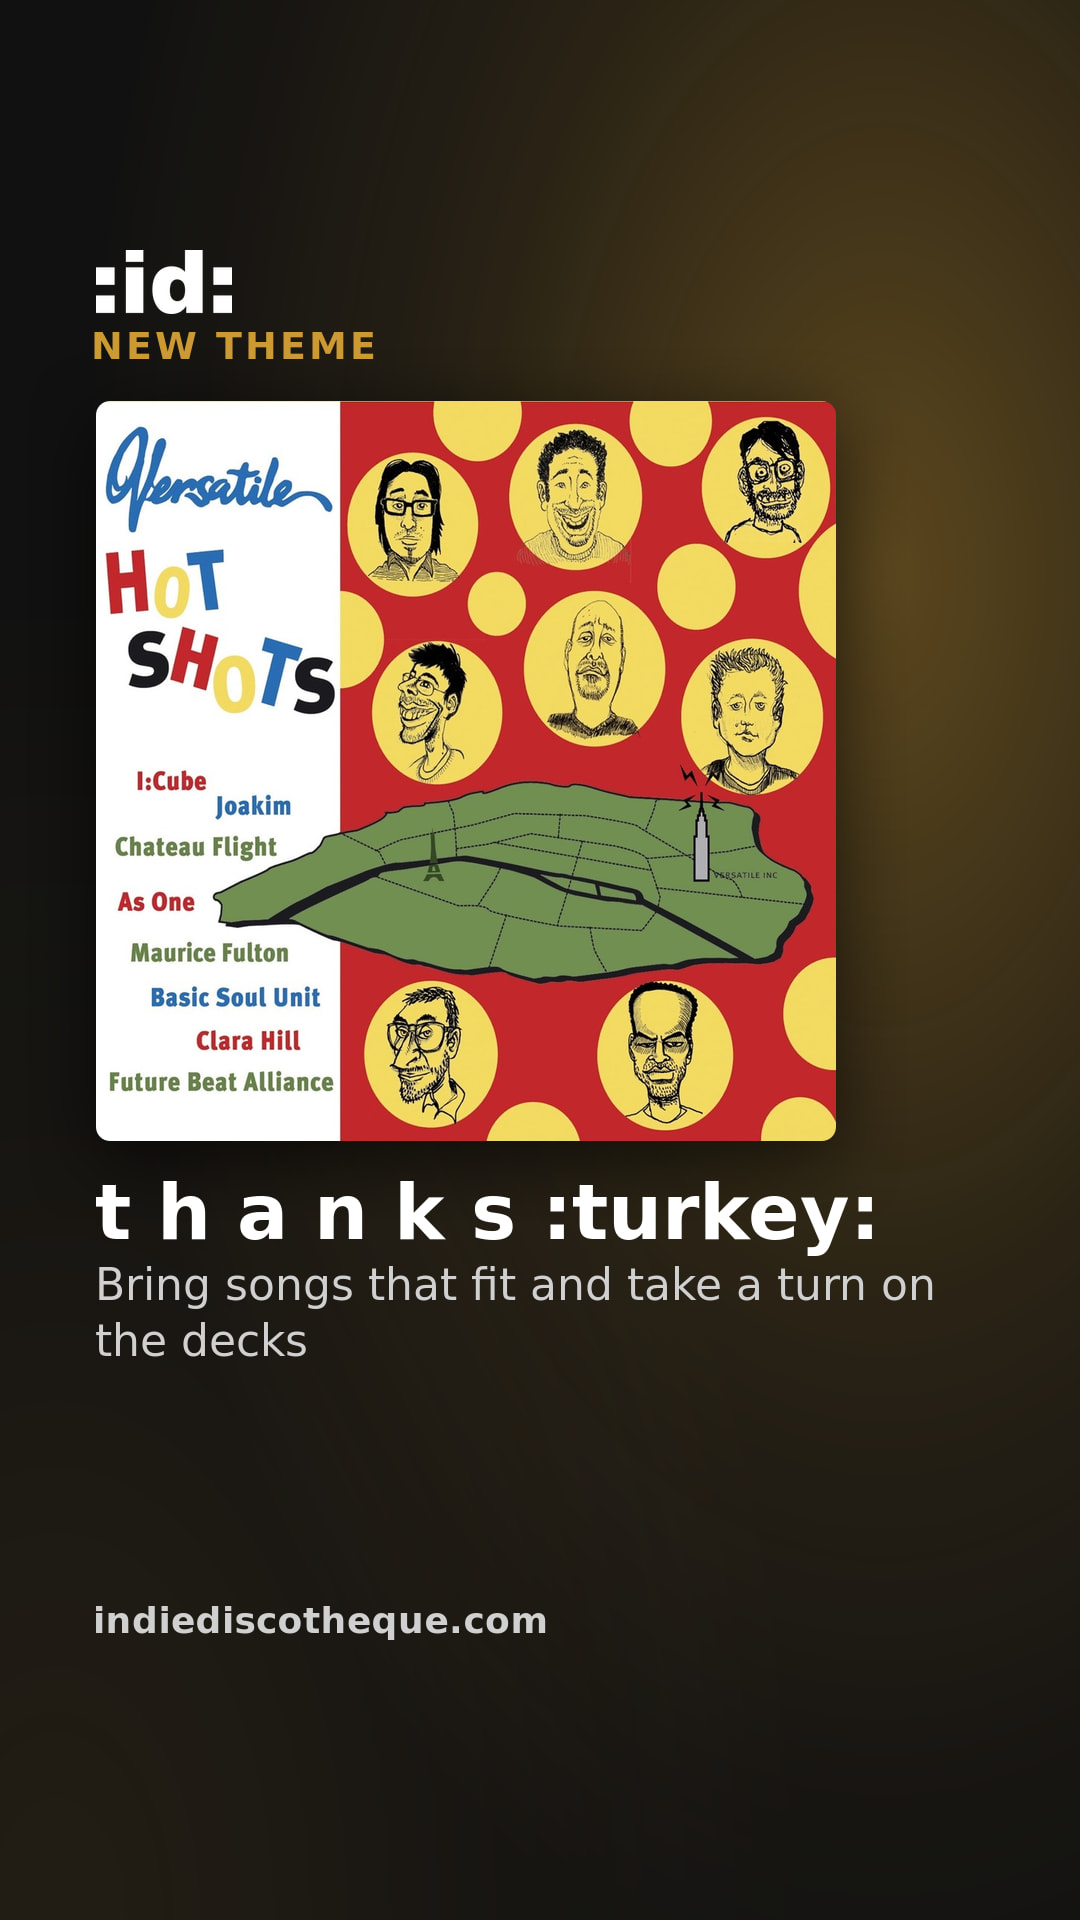 :id:
NEW THEME
Versatile
HOT
SHOTS
I:Cube
Joakim
Chateau Flight
As One
Maurice Fulton
Basic Soul Unit
Clara Hill
Future Beat Alliance
VERSATILE INC
t h a n k s :turkey:
Bring songs that fit and take a turn on
the decks
indiediscotheque.com